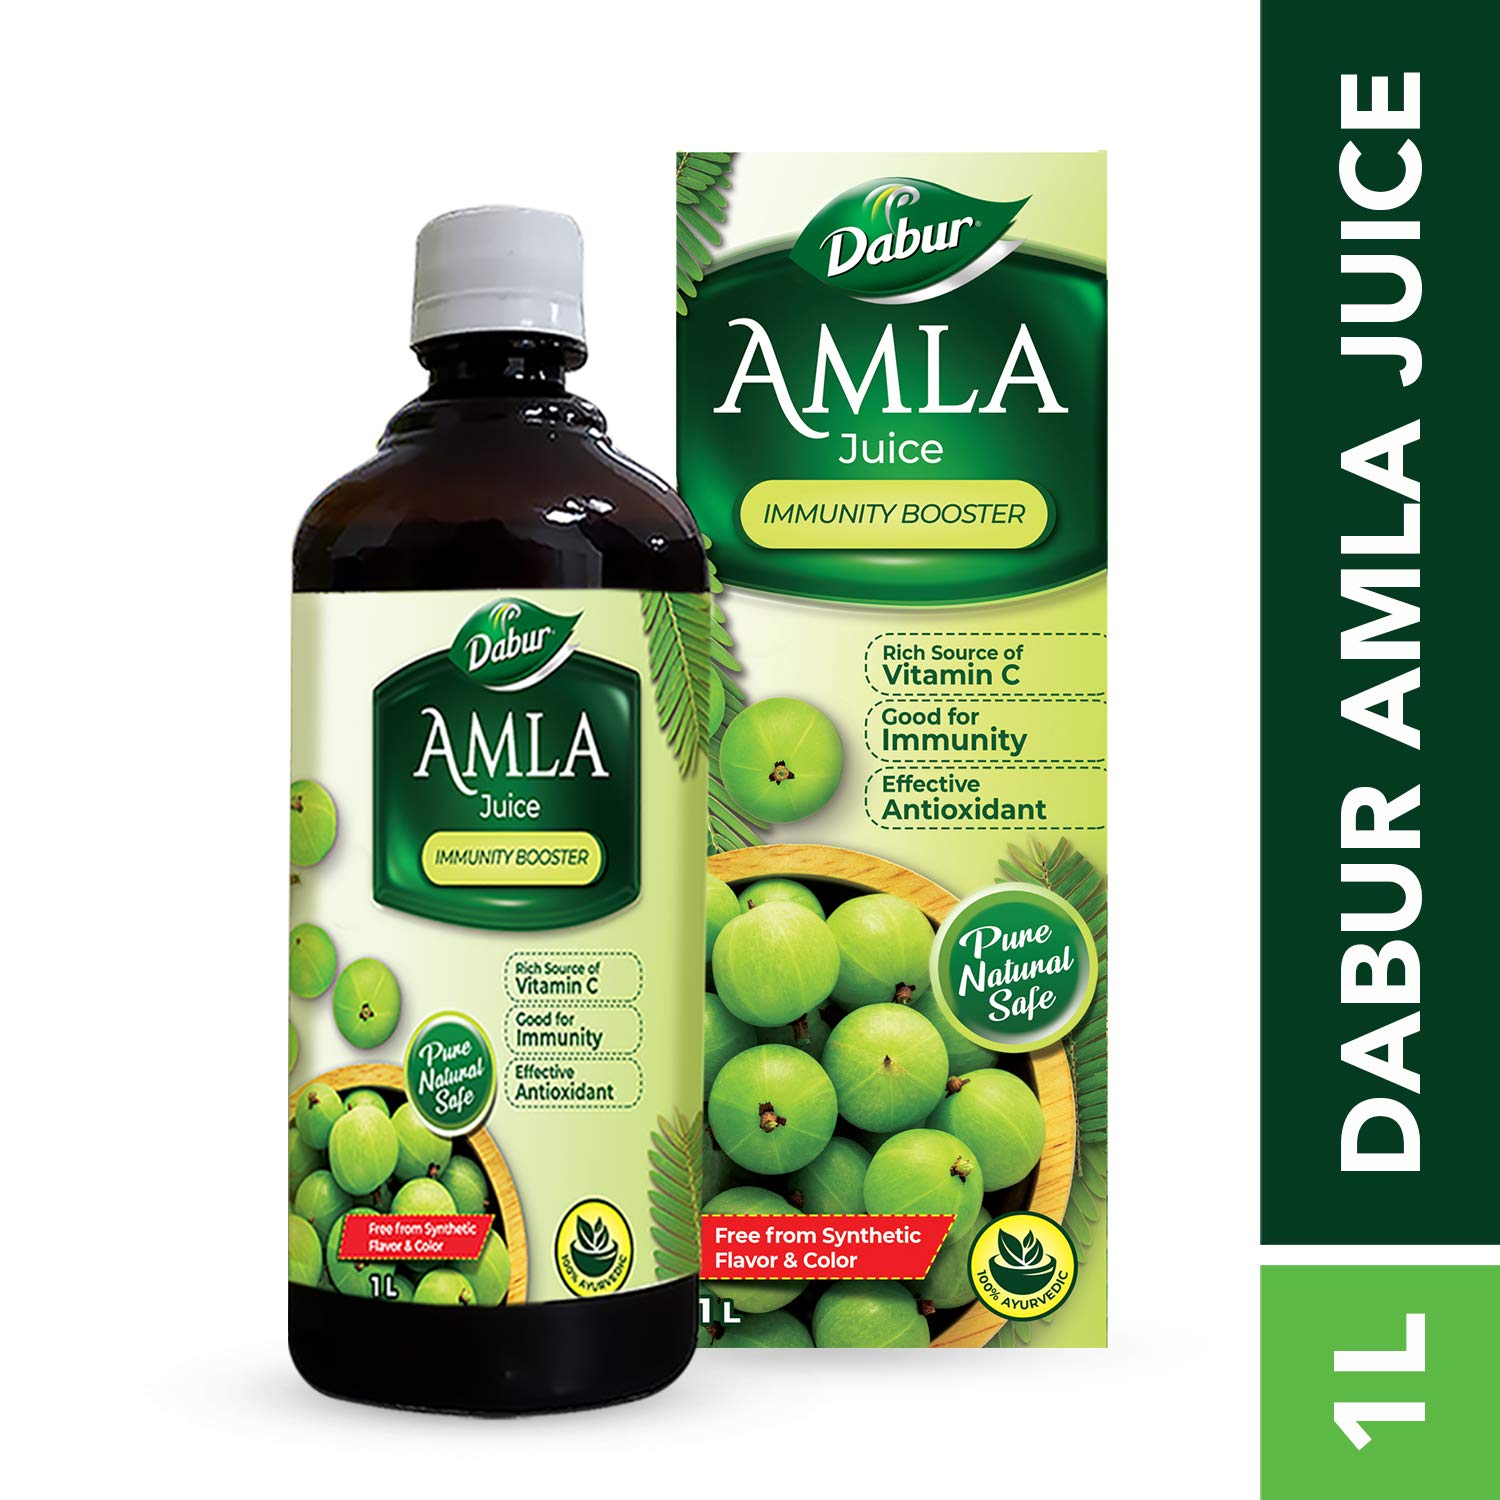 Dabur
AMLA
Juice
IMMUNITY BOOSTER
Rich Source of
Vitamin C
Good for
Immunity
Effective
Antioxidant
Pure
Natural
Safe
Free from Synthetic
Flavor & Color
100% AYURVEDIC
1 L
Dabur®
AMLA
Juice
IMMUNITY BOOSTER
Rich Source of
Vitamin C
Good for
Immunity
Effective
Antioxidant
Pure
Natural
Safe
Free from Synthetic
Flavor & Color
100% AYURVEDIC
1 L
DABUR AMLA JUICE
1L